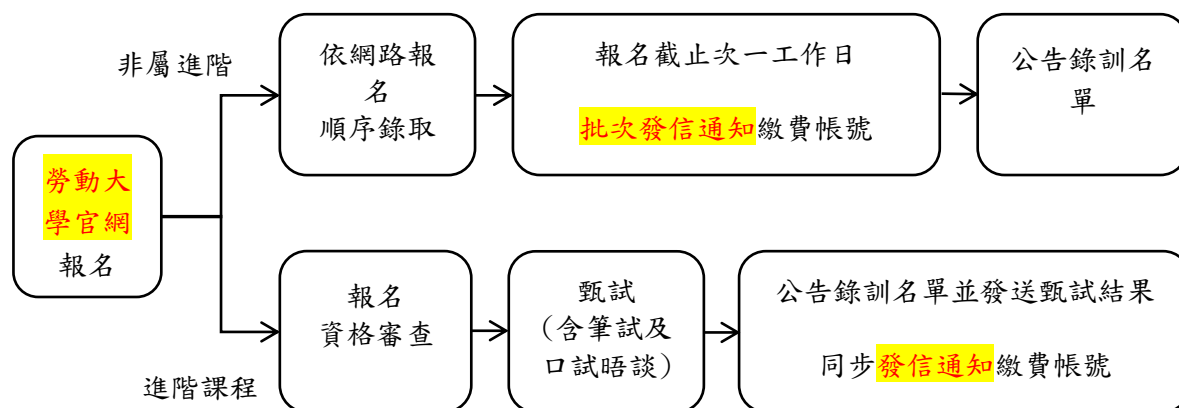 勞動大
學官網
報名
非屬進階
依網路報
名
順序錄取
報名截止次一工作日
批次發信通知繳費帳號
公告錄訓名
單
進階課程
報名
資格審查
甄試
（含筆試及
口試晤談）
公告錄訓名單並發送甄試結果
同步發信通知繳費帳號